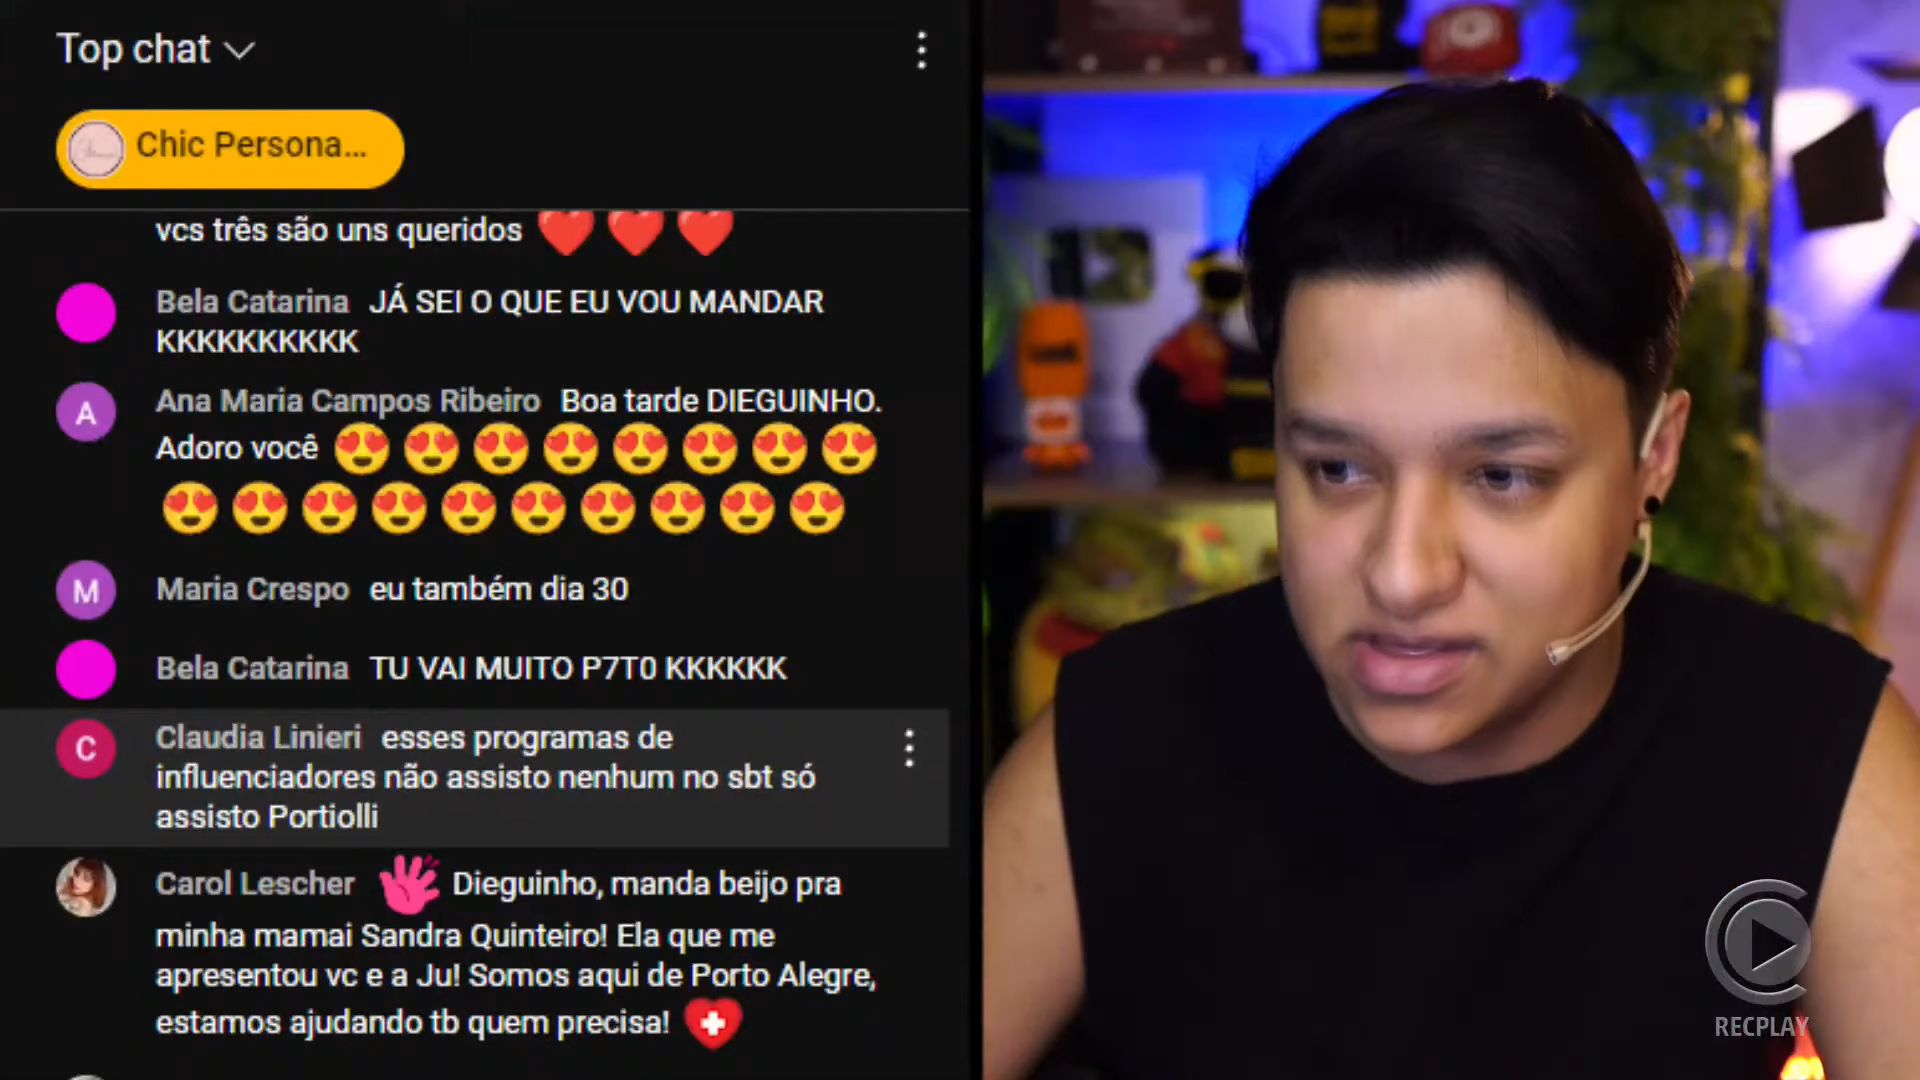 Top chat
Chic Persona...
vcs três são uns queridos
Bela Catarina JÁ SEI O QUE EU VOU MANDAR
KKKKKKKKKK
A
Ana Maria Campos Ribeiro Boa tarde DIEGUINHO.
Adoro você
M
Maria Crespo eu também dia 30
Bela Catarina TU VAI MUITO P7T0 KKKKKK
C
Claudia Linieri esses programas de
influenciadores não assisto nenhum no sbt só
assisto Portiolli
Carol Lescher Dieguinho, manda beijo pra
minha mamai Sandra Quinteiro! Ela que me
apresentou vc e a Ju! Somos aqui de Porto Alegre,
estamos ajudando tb quem precisa!
RECPLAY